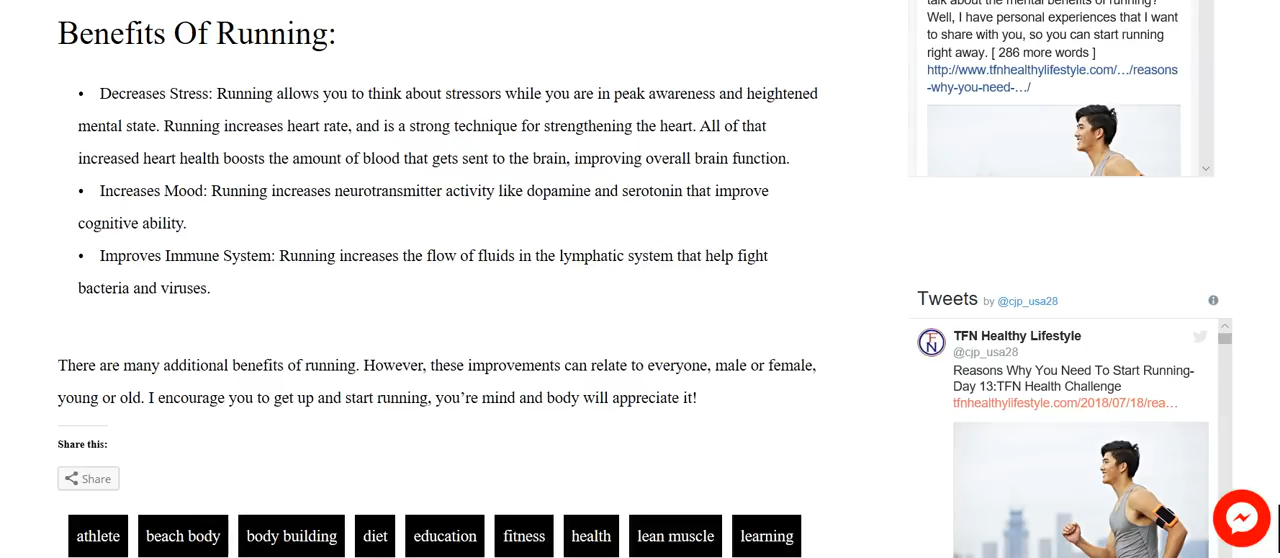 Benefits Of Running:
• Decreases Stress: Running allows you to think about stressors while you are in peak awareness and heightened
mental state. Running increases heart rate, and is a strong technique for strengthening the heart. All of that
increased heart health boosts the amount of blood that gets sent to the brain, improving overall brain function.
• Increases Mood: Running increases neurotransmitter activity like dopamine and serotonin that improve
cognitive ability.
• Improves Immune System: Running increases the flow of fluids in the lymphatic system that help fight
bacteria and viruses.
There are many additional benefits of running. However, these improvements can relate to everyone, male or female,
young or old. I encourage you to get up and start running, you’re mind and body will appreciate it!
Share this:
Share
athlete
beach body
body building
diet
education
fitness
health
lean muscle
learning
talk about the mental benefits of running?
Well, I have personal experiences that I want
to share with you, so you can start running
right away. [ 286 more words ]
http://www.tfnhealthylifestyle.com/…/reasons
-why-you-need-…/
Tweets by @cjp_usa28
TFN
TFN Healthy Lifestyle
@cjp_usa28
Reasons Why You Need To Start Running-
Day 13:TFN Health Challenge
tfnhealthylifestyle.com/2018/07/18/rea…